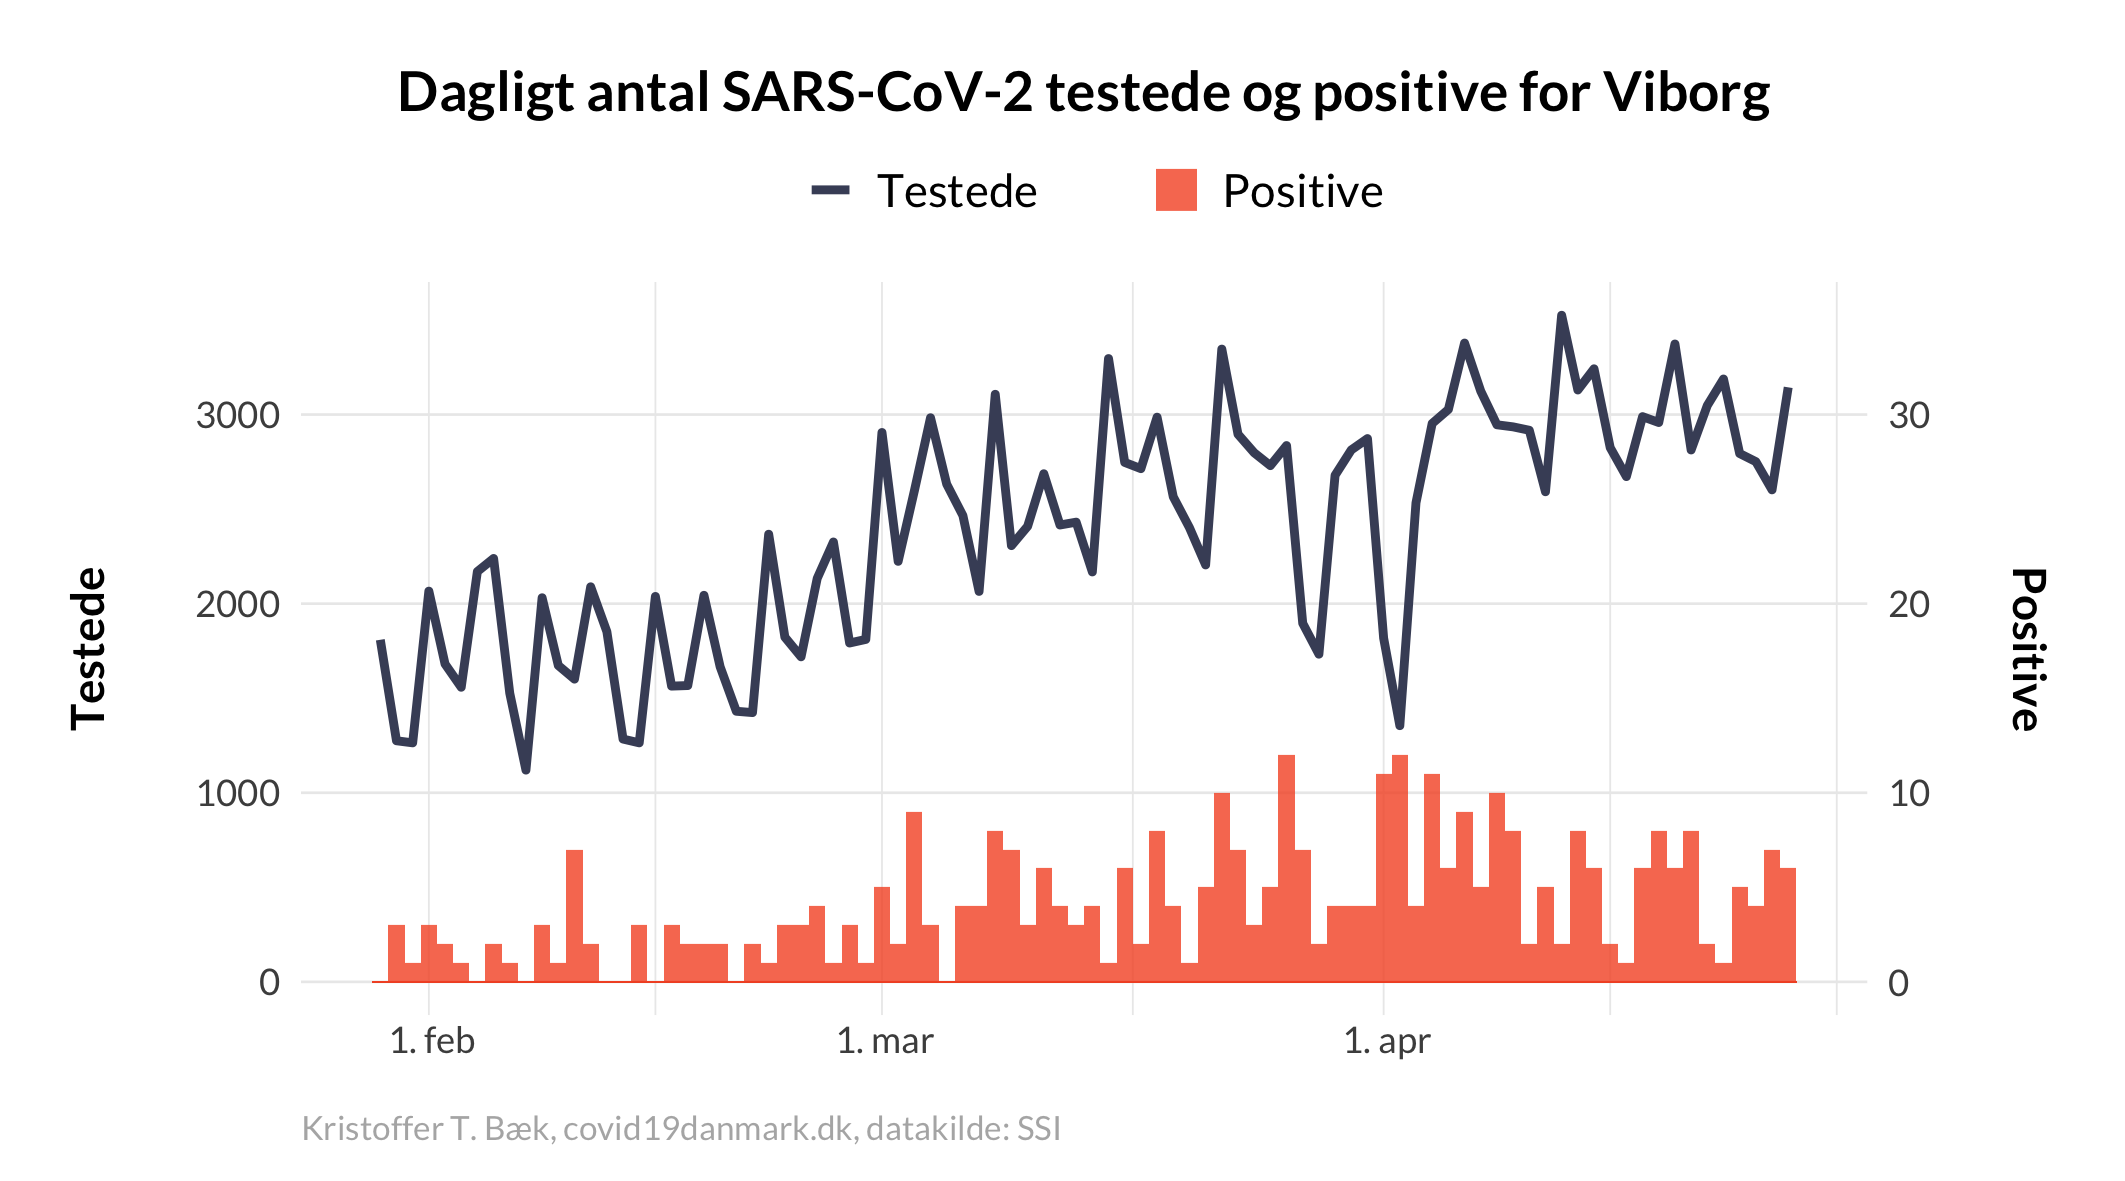 Dagligt antal SARS-CoV-2 testede og positive for Viborg
Testede
Positive
3000
2000
1000
0
Testede
30
20
10
0
Positive
1. feb
1. mar
1. apr
Kristoffer T. Bæk, covid19danmark.dk, datakilde: SSI